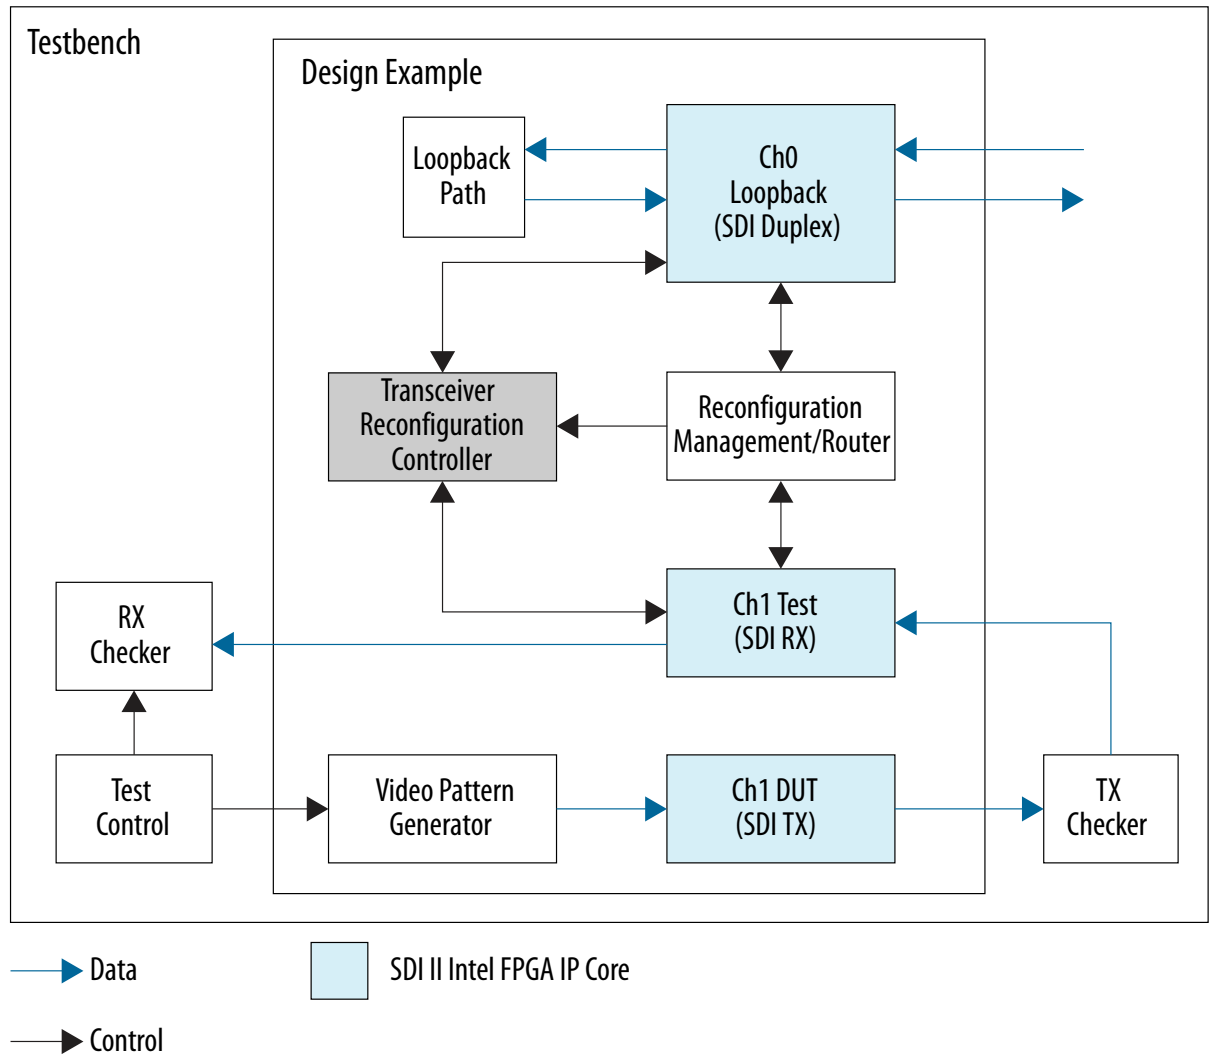 Testbench
Design Example
Loopback
Path
Ch0
Loopback
(SDI Duplex)
Transceiver
Reconfiguration
Controller
Reconfiguration
Management/Router
RX
Checker
Ch1 Test
(SDI RX)
Test
Control
Video Pattern
Generator
Ch1 DUT
(SDI TX)
TX
Checker
Data
SDI II Intel FPGA IP Core
Control